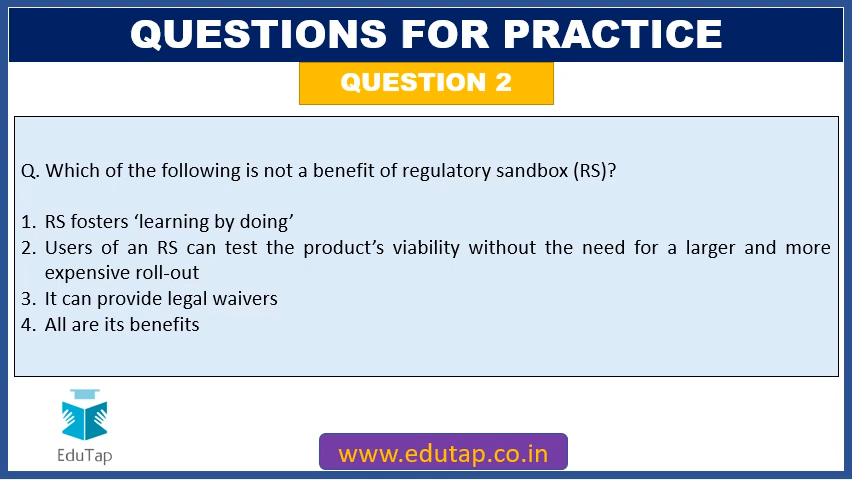 QUESTIONS FOR PRACTICE
QUESTION 2
Q. Which of the following is not a benefit of regulatory sandbox (RS)?
1. RS fosters ‘learning by doing’
2. Users of an RS can test the product’s viability without the need for a larger and more
expensive roll-out
3. It can provide legal waivers
4. All are its benefits
EduTap
www.edutap.co.in